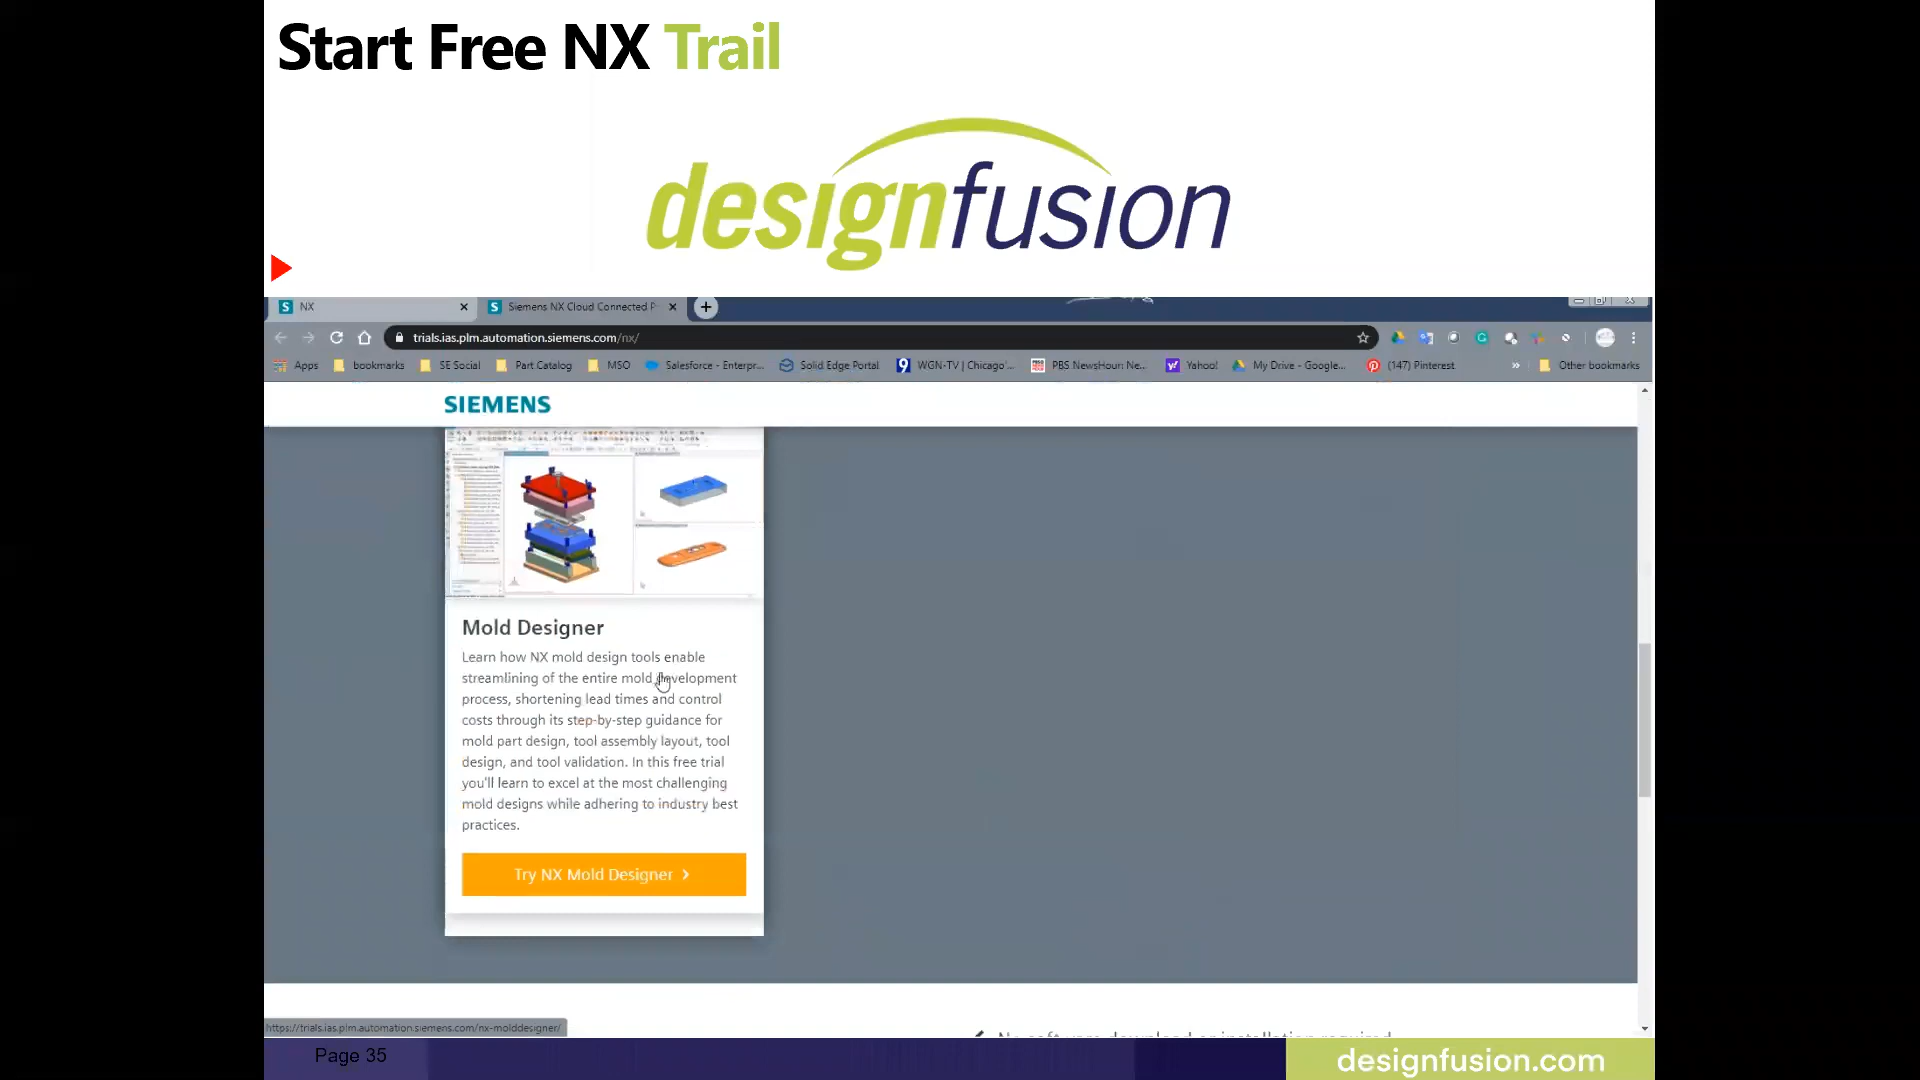 Start Free NX Trail
designfusion
NX
Siemens NX Cloud Connected P
trials.ias.plm.automation.siemens.com/nx/
Apps
bookmarks
SE Social
Part Catalog
MSO
Salesforce - Enterpr...
Solid Edge Portal
WGN-TV | Chicago'...
PBS NewsHour: Ne...
Yahoo!
My Drive - Google...
(147) Pinterest
»
Other bookmarks
SIEMENS
Mold Designer
Learn how NX mold design tools enable
streamlining of the entire mold development
process, shortening lead times and control
costs through its step-by-step guidance for
mold part design, tool assembly layout, tool
design, and tool validation. In this free trial
you'll learn to excel at the most challenging
mold designs while adhering to industry best
practices.
Try NX Mold Designer
No software download or installation required
https://trials.ias.plm.automation.siemens.com/nx-molddesigner/
Page 35
designfusion.com